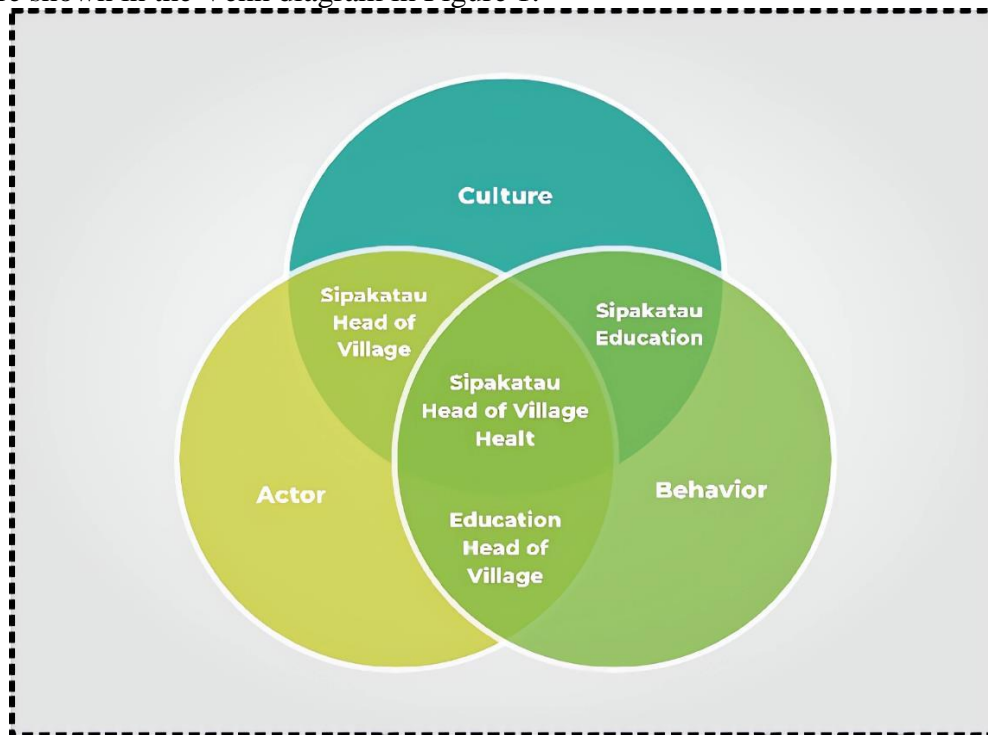 shown in the Venn diagram in Figure 1.
Culture
Sipakatau
Head of
Village
Sipakatau
Education
Sipakatau
Head of Village
Healt
Actor
Behavior
Education
Head of
Village